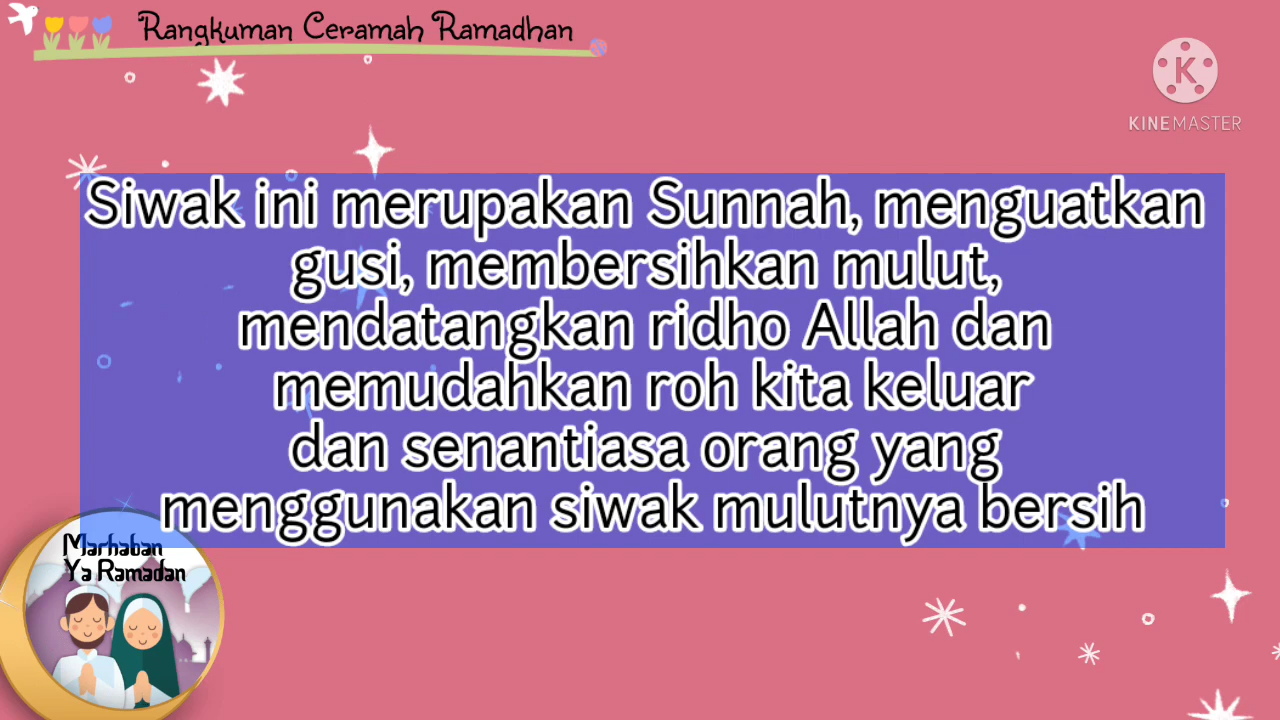 Rangkuman Ceramah Ramadhan
KINEMASTER
Siwak ini merupakan Sunnah, menguatkan
gusi, membersihkan mulut,
mendatangkan ridho Allah dan
memudahkan roh kita keluar
dan senantiasa orang yang
menggunakan siwak mulutnya bersih
Marhaban
Ya Ramadan